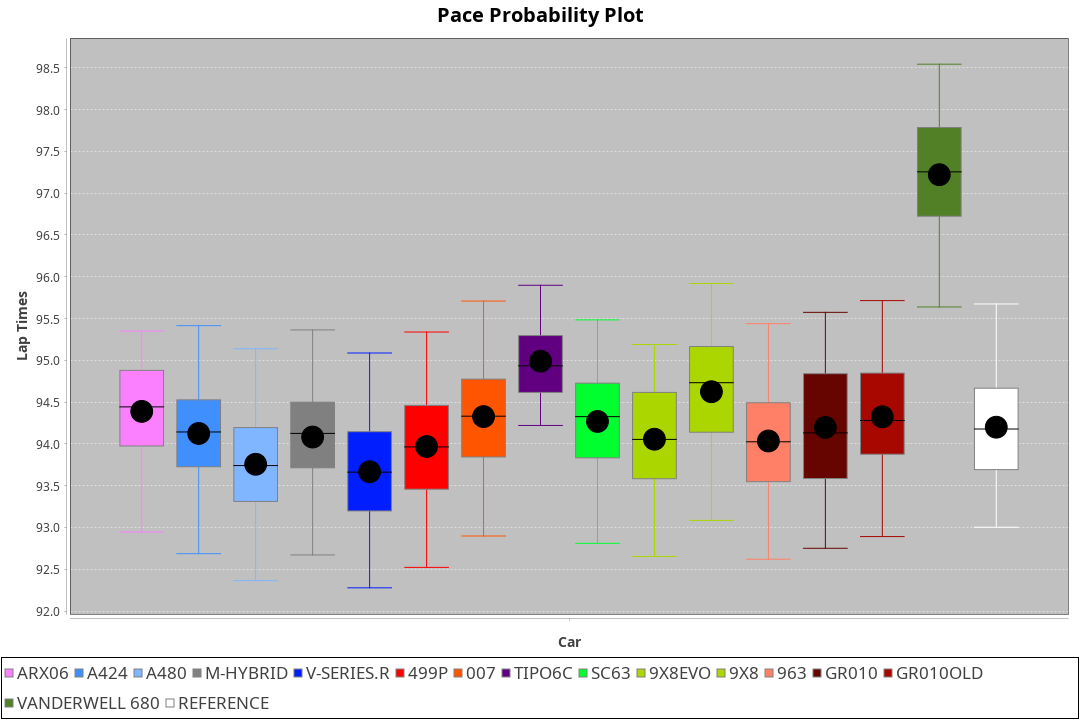 Pace Probability Plot
98.5
98.0
97.5
97.0
96.5
96.0
95.5
95.0
94.5
94.0
93.5
93.0
92.5
92.0
Lap Times
Car
ARX06 A424 A480 M-HYBRID V-SERIES.R 499P 007 TIPO6C SC63 9X8EVO 9X8 963 GR010 GR010OLD
VANDERWELL 680 REFERENCE